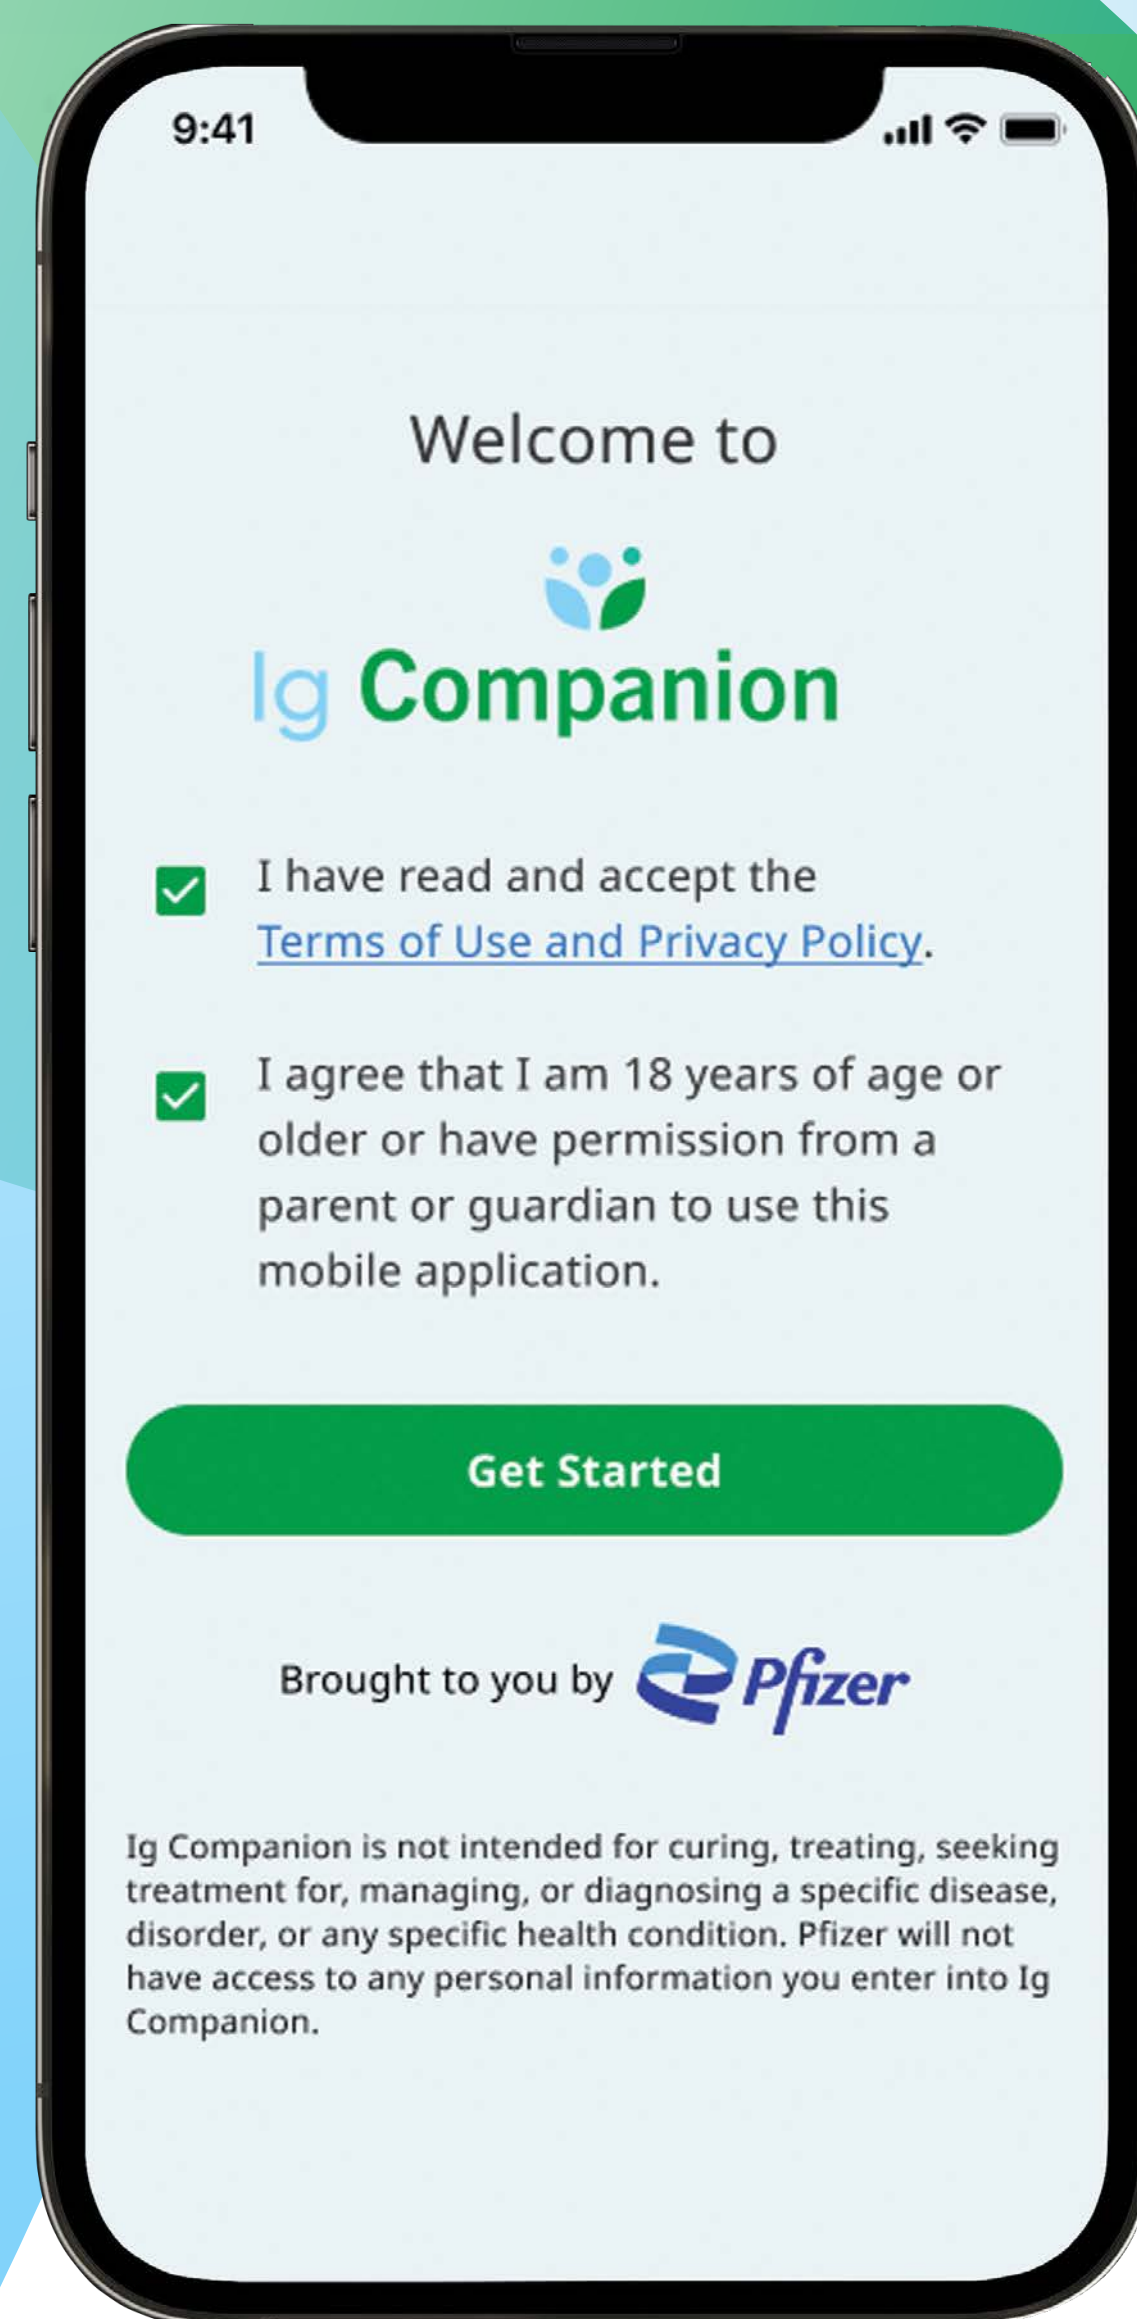 9:41
Welcome to
Ig Companion
I have read and accept the
Terms of Use and Privacy Policy.
I agree that I am 18 years of age or
older or have permission from a
parent or guardian to use this
mobile application.
Get Started
Brought to you by Pfizer
Ig Companion is not intended for curing, treating, seeking
treatment for, managing, or diagnosing a specific disease,
disorder, or any specific health condition. Pfizer will not
have access to any personal information you enter into Ig
Companion.